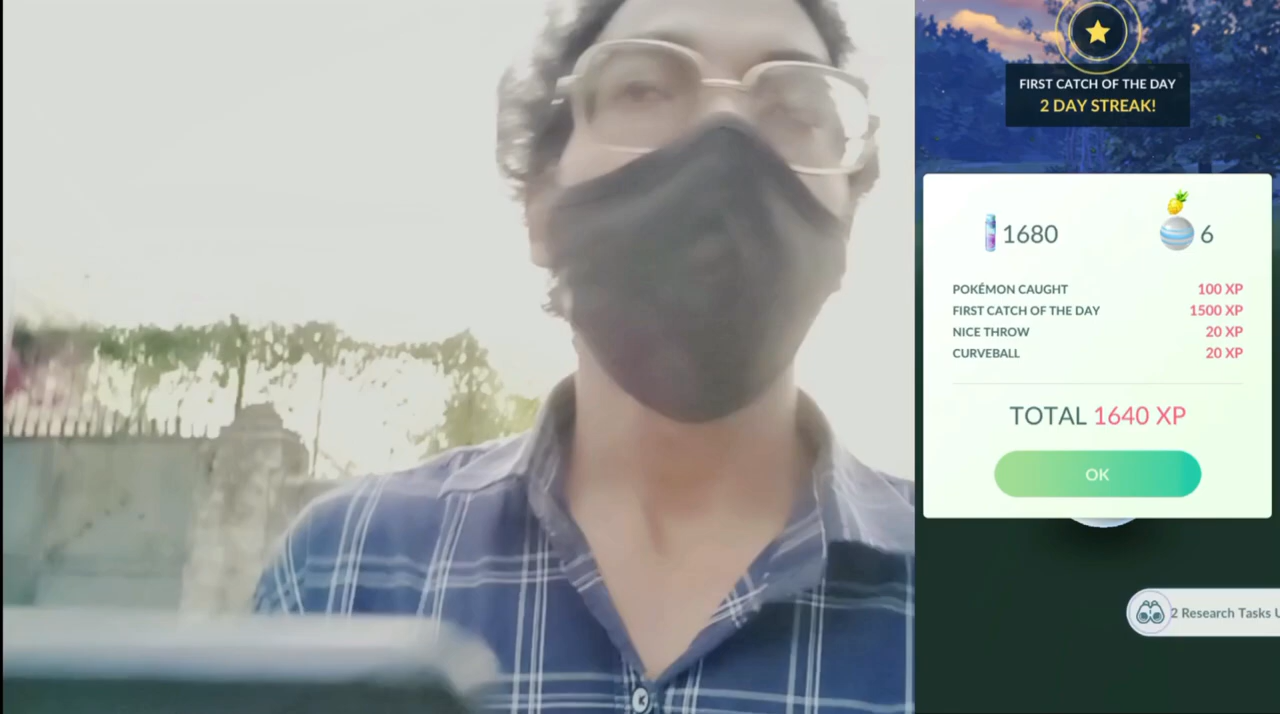 FIRST CATCH OF THE DAY
2 DAY STREAK!
1680
6
POKÉMON CAUGHT 100 XP
FIRST CATCH OF THE DAY 1500 XP
NICE THROW 20 XP
CURVEBALL 20 XP
TOTAL 1640 XP
OK
2 Research Tasks